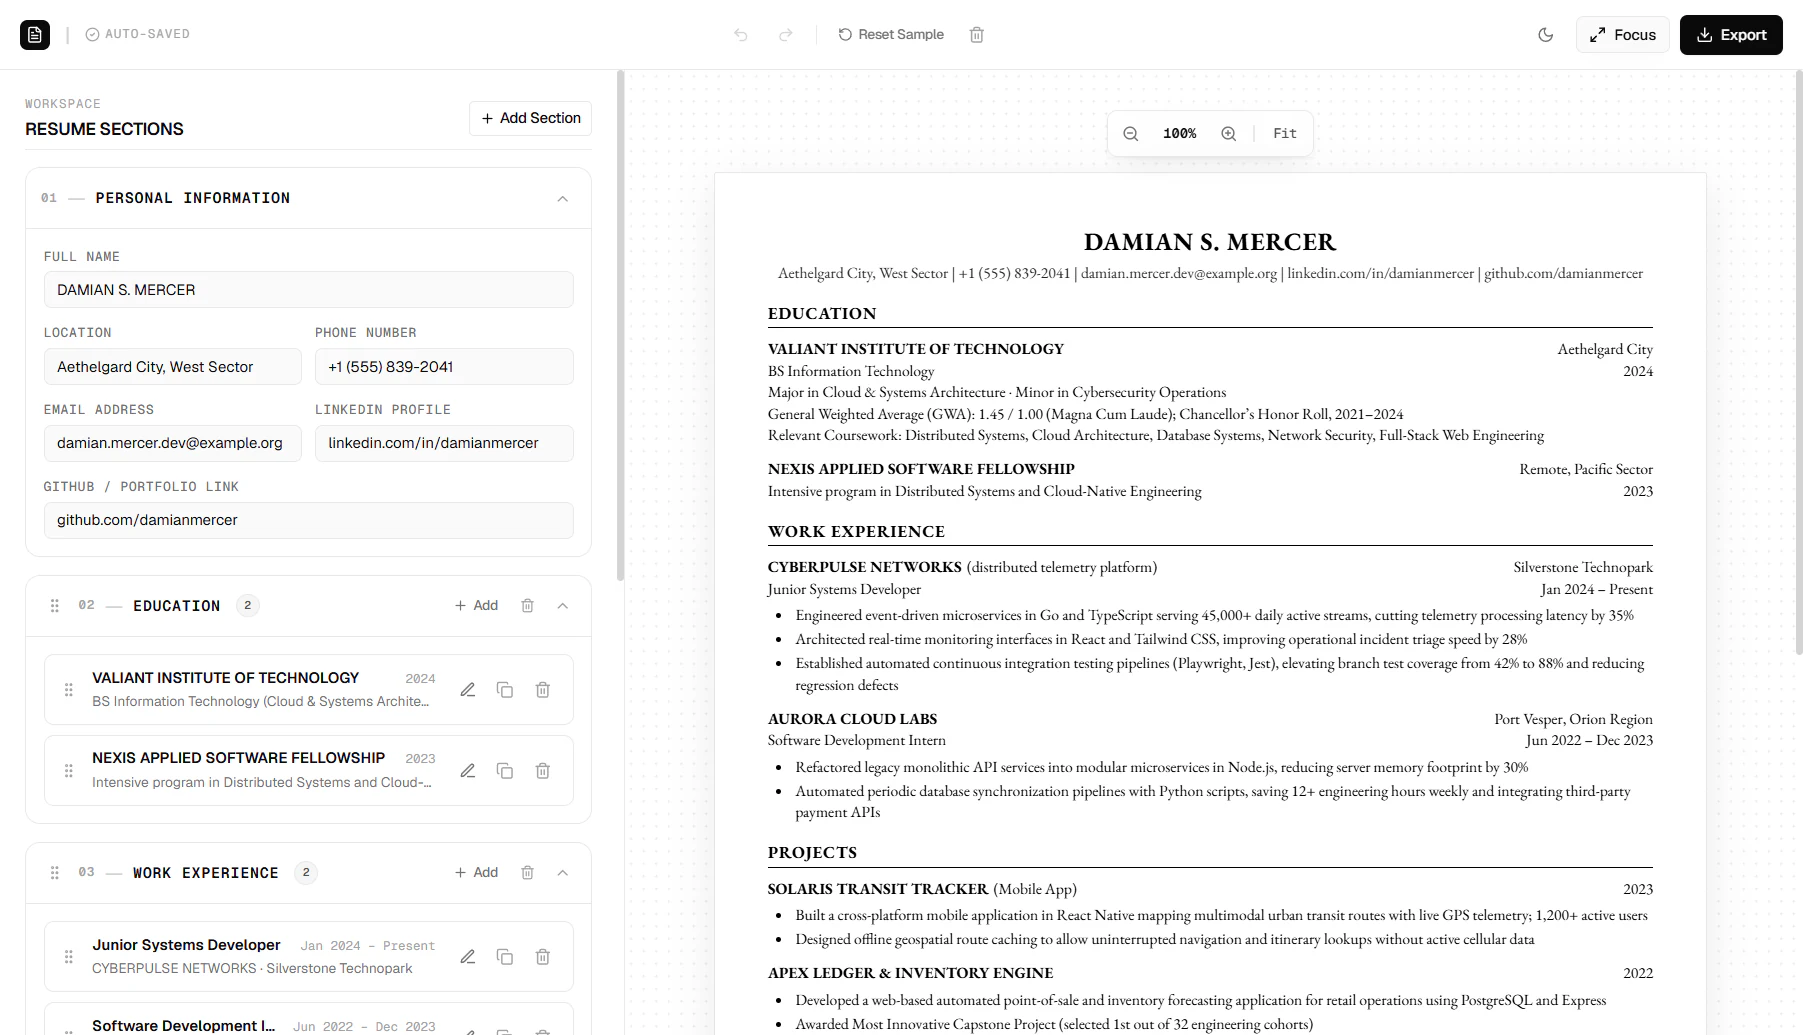 AUTO-SAVED
Reset Sample
Focus
Export
WORKSPACE
RESUME SECTIONS
+ Add Section
01 — PERSONAL INFORMATION
FULL NAME
DAMIAN S. MERCER
LOCATION
PHONE NUMBER
Aethelgard City, West Sector
+1 (555) 839-2041
EMAIL ADDRESS
LINKEDIN PROFILE
damian.mercer.dev@example.org
linkedin.com/in/damianmercer
GITHUB / PORTFOLIO LINK
github.com/damianmercer
02 — EDUCATION 2
+ Add
VALIANT INSTITUTE OF TECHNOLOGY 2024
BS Information Technology (Cloud & Systems Archite...
NEXIS APPLIED SOFTWARE FELLOWSHIP 2023
Intensive program in Distributed Systems and Cloud-...
03 — WORK EXPERIENCE 2
+ Add
Junior Systems Developer Jan 2024 – Present
CYBERPULSE NETWORKS · Silverstone Technopark
Software Development I... Jun 2022 – Dec 2023
100%
Fit
DAMIAN S. MERCER
Aethelgard City, West Sector | +1 (555) 839-2041 | damian.mercer.dev@example.org | linkedin.com/in/damianmercer | github.com/damianmercer
EDUCATION
VALIANT INSTITUTE OF TECHNOLOGY Aethelgard City
BS Information Technology 2024
Major in Cloud & Systems Architecture · Minor in Cybersecurity Operations
General Weighted Average (GWA): 1.45 / 1.00 (Magna Cum Laude); Chancellor’s Honor Roll, 2021–2024
Relevant Coursework: Distributed Systems, Cloud Architecture, Database Systems, Network Security, Full-Stack Web Engineering
NEXIS APPLIED SOFTWARE FELLOWSHIP Remote, Pacific Sector
Intensive program in Distributed Systems and Cloud-Native Engineering 2023
WORK EXPERIENCE
CYBERPULSE NETWORKS (distributed telemetry platform) Silverstone Technopark
Junior Systems Developer Jan 2024 – Present
• Engineered event-driven microservices in Go and TypeScript serving 45,000+ daily active streams, cutting telemetry processing latency by 35%
• Architected real-time monitoring interfaces in React and Tailwind CSS, improving operational incident triage speed by 28%
• Established automated continuous integration testing pipelines (Playwright, Jest), elevating branch test coverage from 42% to 88% and reducing
regression defects
AURORA CLOUD LABS Port Vesper, Orion Region
Software Development Intern Jun 2022 – Dec 2023
• Refactored legacy monolithic API services into modular microservices in Node.js, reducing server memory footprint by 30%
• Automated periodic database synchronization pipelines with Python scripts, saving 12+ engineering hours weekly and integrating third-party
payment APIs
PROJECTS
SOLARIS TRANSIT TRACKER (Mobile App) 2023
• Built a cross-platform mobile application in React Native mapping multimodal urban transit routes with live GPS telemetry; 1,200+ active users
• Designed offline geospatial route caching to allow uninterrupted navigation and itinerary lookups without active cellular data
APEX LEDGER & INVENTORY ENGINE 2022
• Developed a web-based automated point-of-sale and inventory forecasting application for retail operations using PostgreSQL and Express
• Awarded Most Innovative Capstone Project (selected 1st out of 32 engineering cohorts)